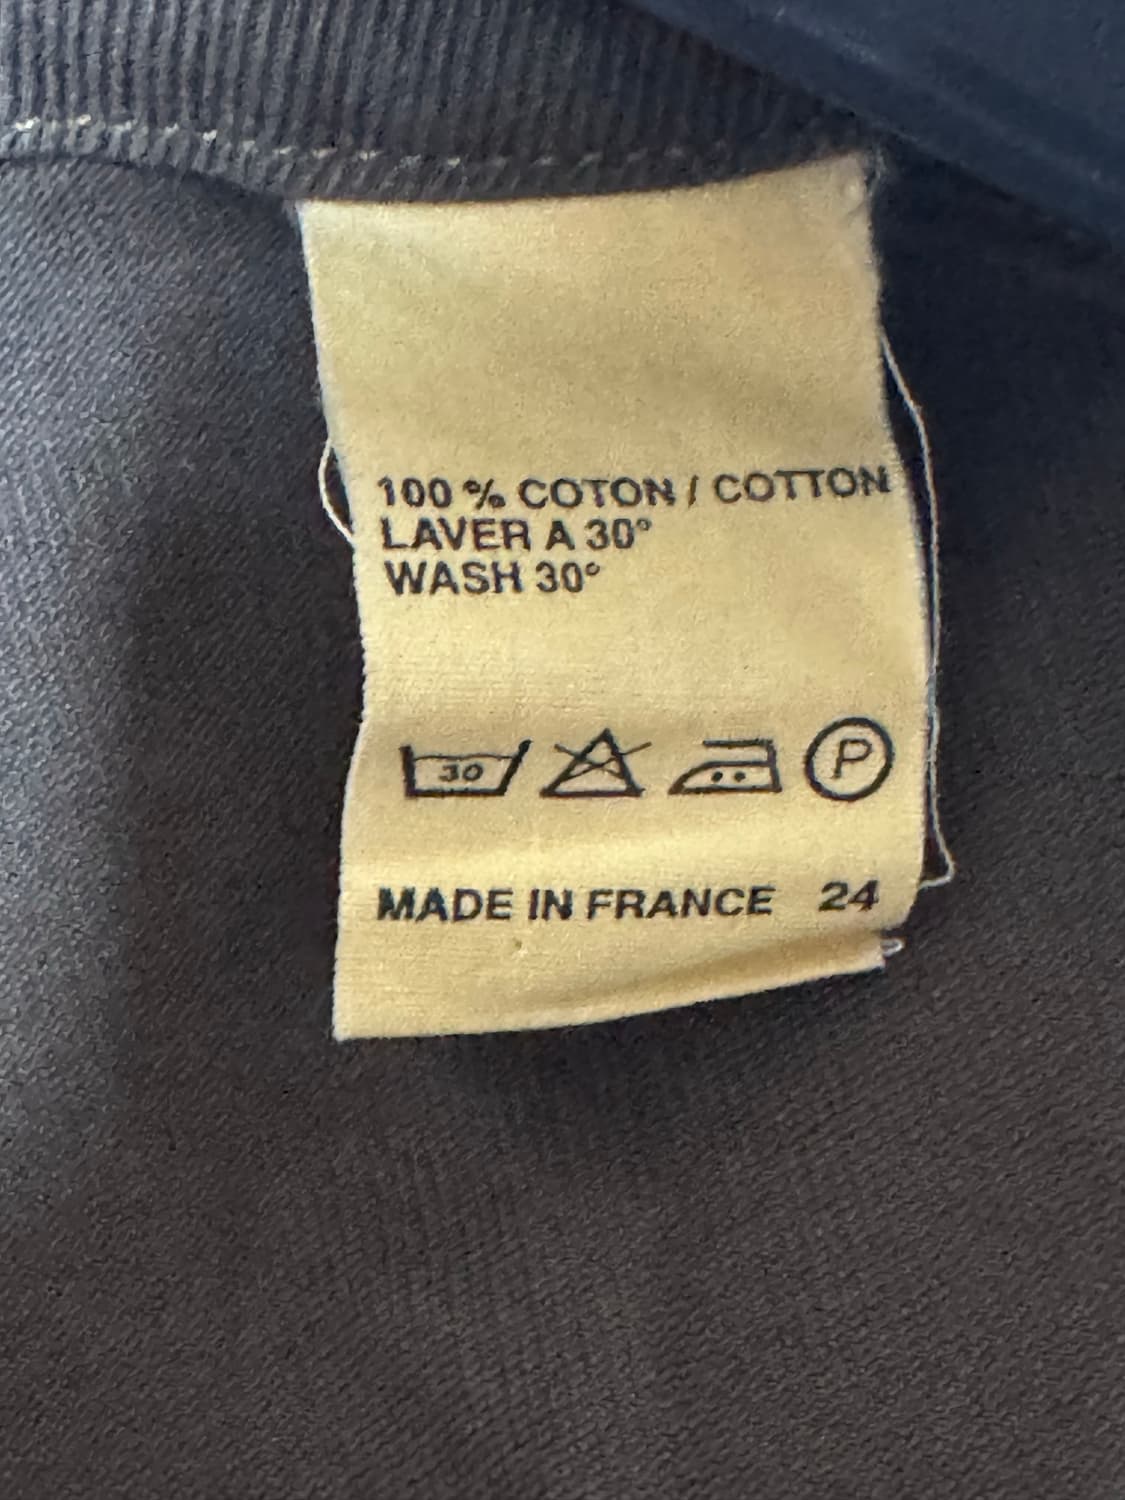 100 % COTON / COTTON
LAVER A 30°
WASH 30°
30 P
MADE IN FRANCE 24